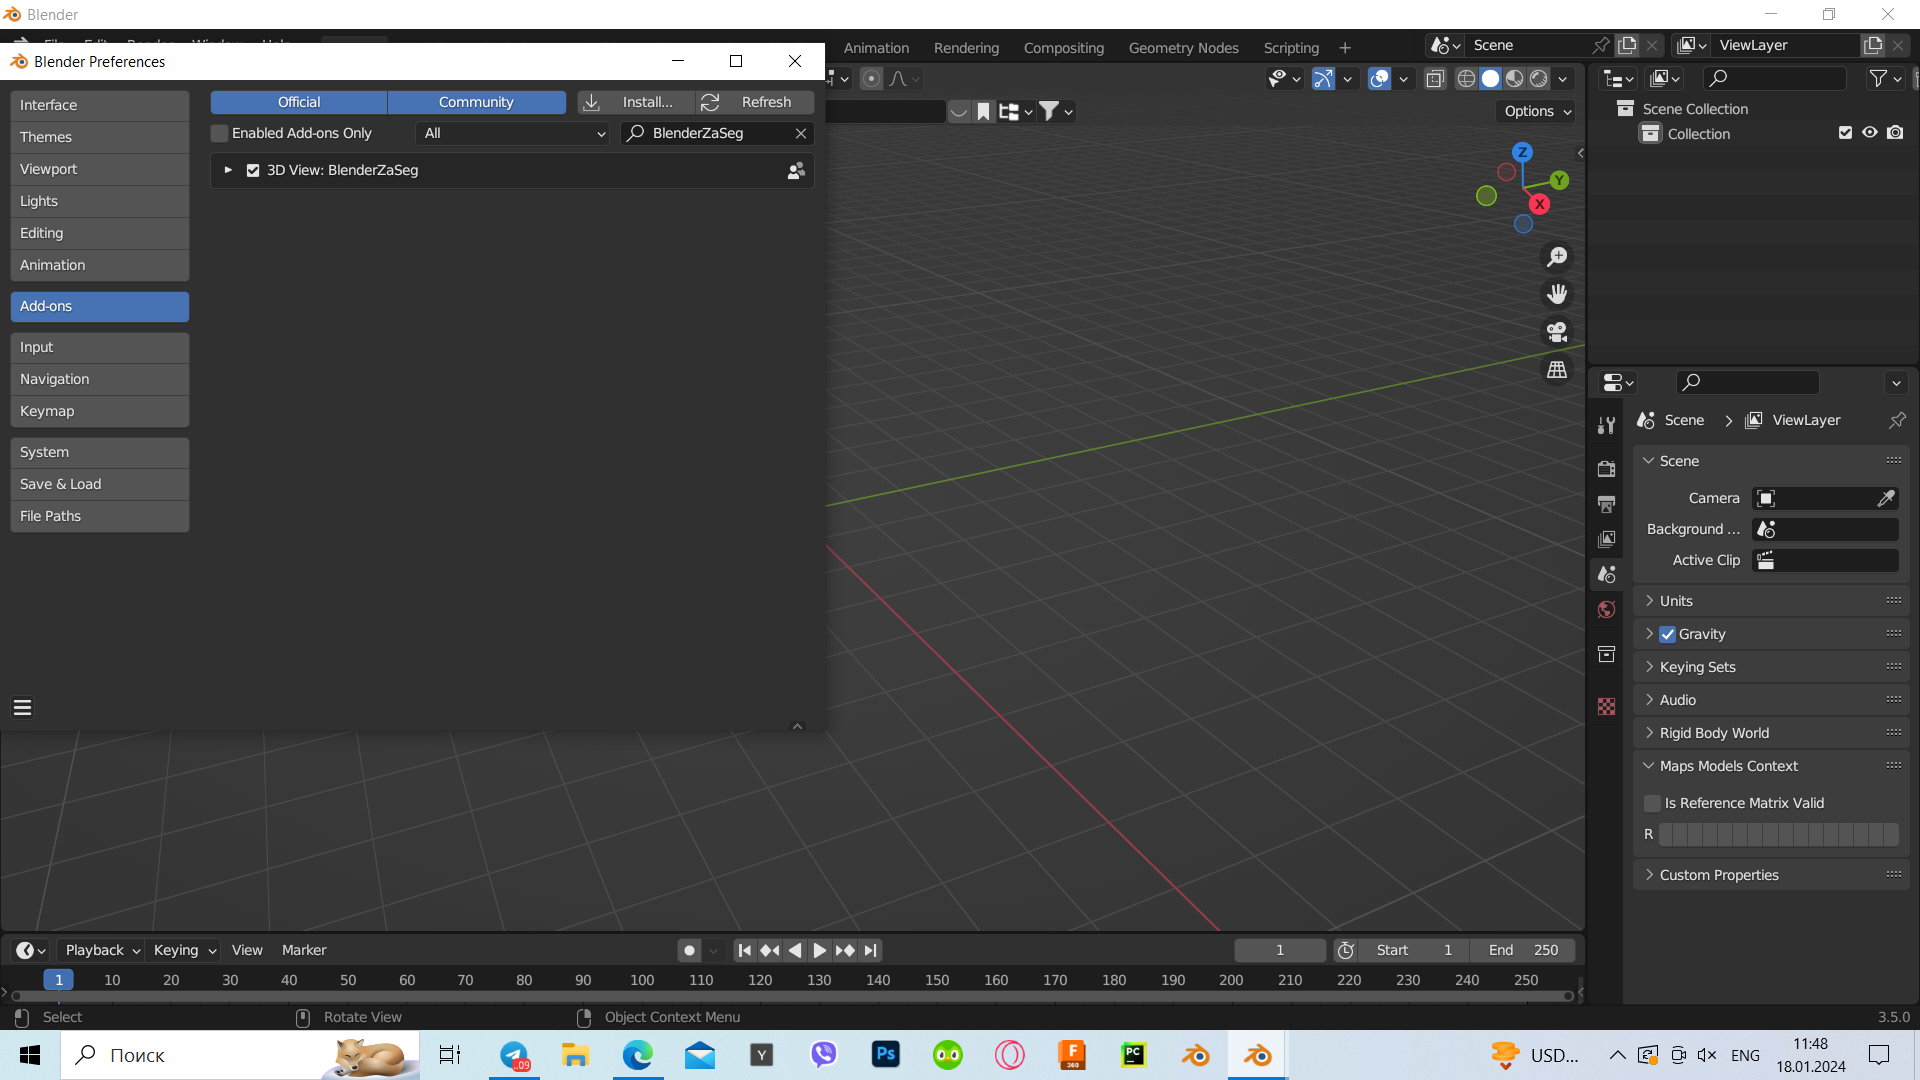 Blender
Blender Preferences
Animation
Rendering
Compositing
Geometry Nodes
Scripting
Scene
ViewLayer
Interface
Themes
Viewport
Lights
Editing
Animation
Add-ons
Input
Navigation
Keymap
System
Save & Load
File Paths
Official
Community
Install...
Refresh
Enabled Add-ons Only
All
BlenderZaSeg
3D View: BlenderZaSeg
Options
Z
Y
X
Scene Collection
Collection
Scene
ViewLayer
Scene
Camera
Background ...
Active Clip
Units
Gravity
Keying Sets
Audio
Rigid Body World
Maps Models Context
Is Reference Matrix Valid
R
Custom Properties
Playback
Keying
View
Marker
1
Start 1
End 250
1 10 20 30 40 50 60 70 80 90 100 110 120 130 140 150 160 170 180 190 200 210 220 230 240 250
Select
Rotate View
Object Context Menu
3.5.0
Поиск
..09
Y
Ps
F
360
PC
USD...
ENG
11:48
18.01.2024